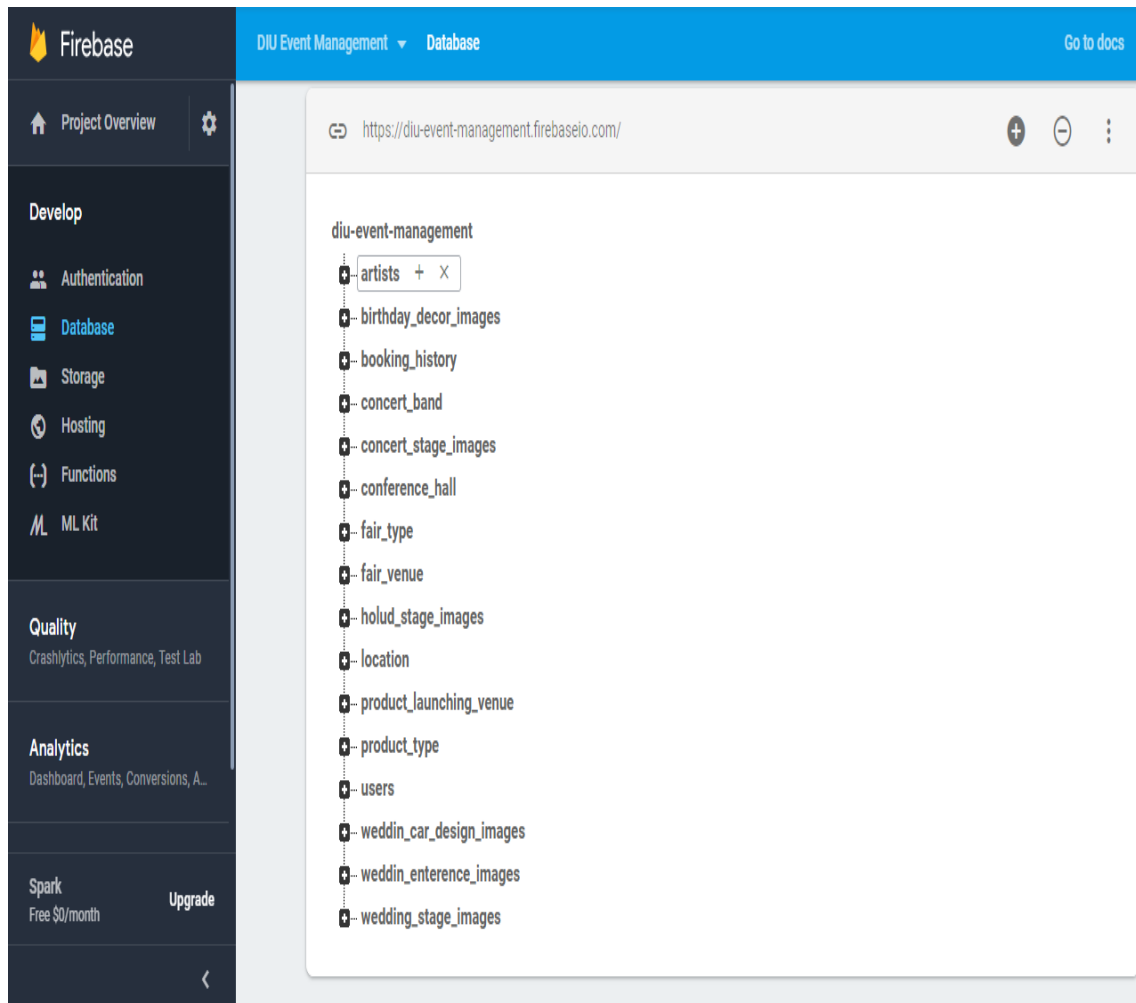 Firebase
DIU Event Management Database Go to docs
Project Overview
https://diu-event-management.firebaseio.com/
Develop
Authentication
Database
Storage
Hosting
Functions
ML Kit
Quality
Crashlytics, Performance, Test Lab
Analytics
Dashboard, Events, Conversions, A...
Spark
Free $0/month
Upgrade
diu-event-management
artists
birthday_decor_images
booking_history
concert_band
concert_stage_images
conference_hall
fair_type
fair_venue
holud_stage_images
location
product_launching_venue
product_type
users
weddin_car_design_images
weddin_enterence_images
wedding_stage_images